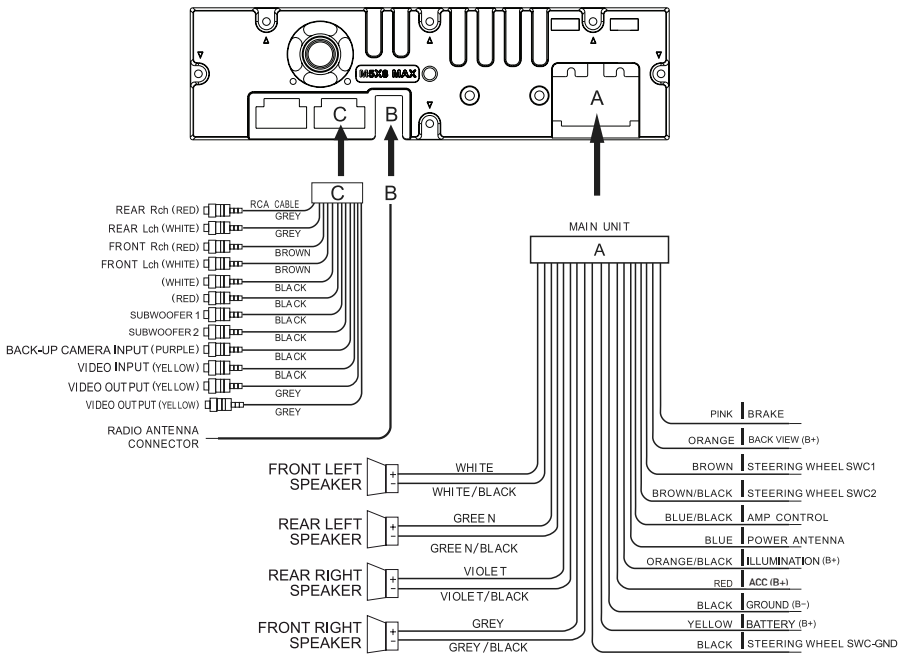 M5X8 MAX
C
B
A
C
B
REAR Rch (RED)
REAR Lch (WHITE)
FRONT Rch (RED)
FRONT Lch (WHITE)
(WHITE)
(RED)
SUBWOOFER 1
SUBWOOFER 2
BACK-UP CAMERA INPUT (PURPLE)
VIDEO INPUT (YELLOW)
VIDEO OUTPUT (YELLOW)
VIDEO OUTPUT (YELLOW)
RCA CABLE
GREY
GREY
BROWN
BROWN
BLACK
BLACK
BLACK
BLACK
BLACK
BLACK
GREY
GREY
RADIO ANTENNA
CONNECTOR
MAIN UNIT
A
FRONT LEFT
SPEAKER
+
−
WHITE
WHITE/BLACK
REAR LEFT
SPEAKER
+
−
GREEN
GREEN/BLACK
REAR RIGHT
SPEAKER
+
−
VIOLET
VIOLET/BLACK
FRONT RIGHT
SPEAKER
+
−
GREY
GREY/BLACK
PINK BRAKE
ORANGE BACK VIEW (B+)
BROWN STEERING WHEEL SWC1
BROWN/BLACK STEERING WHEEL SWC2
BLUE/BLACK AMP CONTROL
BLUE POWER ANTENNA
ORANGE/BLACK ILLUMINATION (B+)
RED ACC (B+)
BLACK GROUND (B−)
YELLOW BATTERY (B+)
BLACK STEERING WHEEL SWC-GND